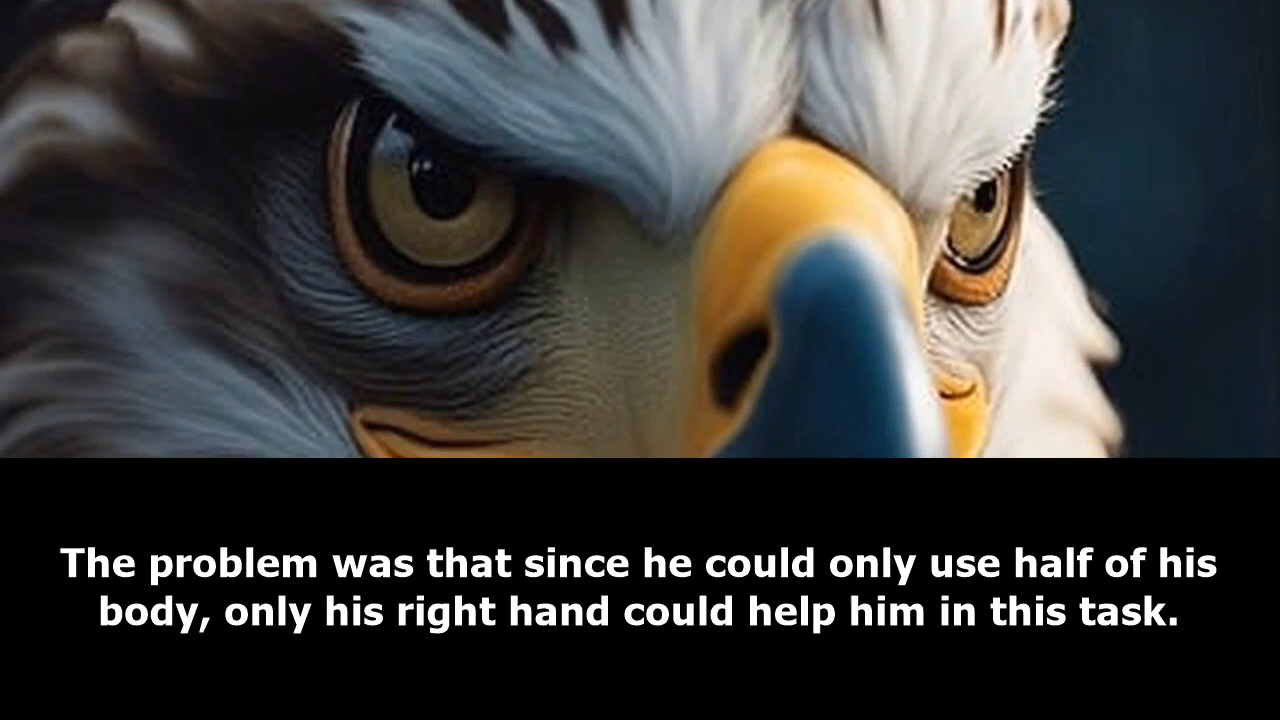 The problem was that since he could only use half of his
body, only his right hand could help him in this task.